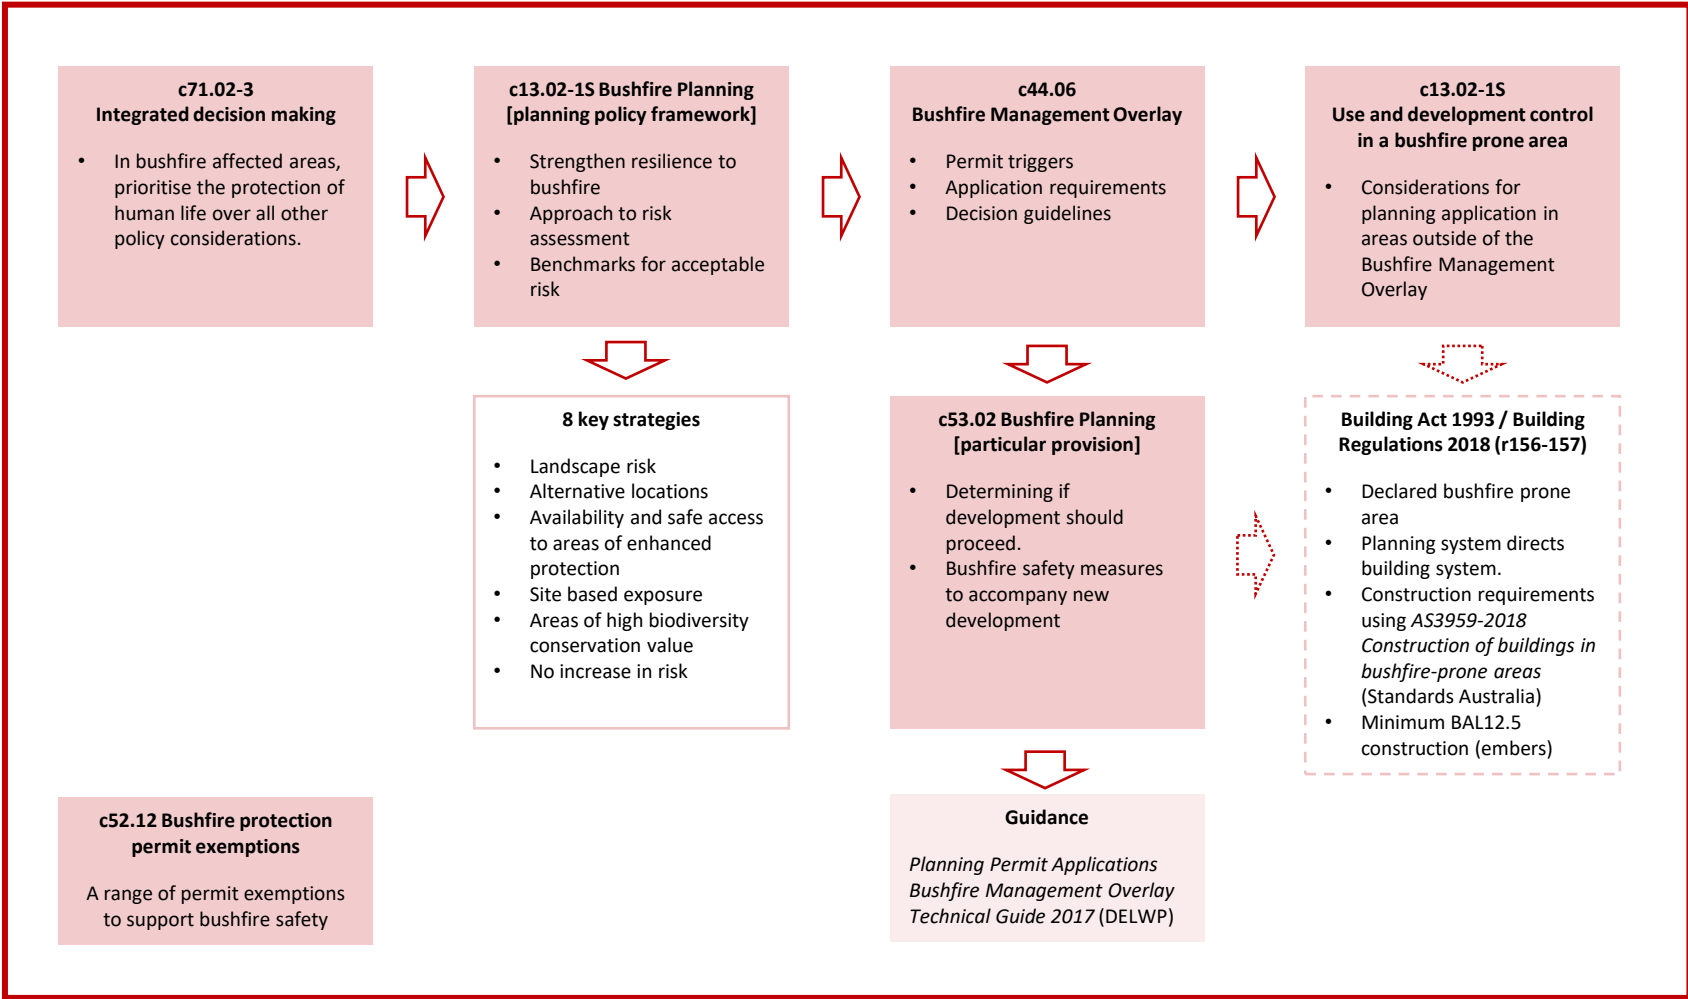 c71.02-3
Integrated decision making
• In bushfire affected areas,
prioritise the protection of
human life over all other
policy considerations.
c13.02-1S Bushfire Planning
[planning policy framework]
• Strengthen resilience to
bushfire
• Approach to risk
assessment
• Benchmarks for acceptable
risk
c44.06
Bushfire Management Overlay
• Permit triggers
• Application requirements
• Decision guidelines
c13.02-1S
Use and development control
in a bushfire prone area
• Considerations for
planning application in
areas outside of the
Bushfire Management
Overlay
8 key strategies
• Landscape risk
• Alternative locations
• Availability and safe access
to areas of enhanced
protection
• Site based exposure
• Areas of high biodiversity
conservation value
• No increase in risk
c53.02 Bushfire Planning
[particular provision]
• Determining if
development should
proceed.
• Bushfire safety measures
to accompany new
development
Building Act 1993 / Building
Regulations 2018 (r156-157)
• Declared bushfire prone
area
• Planning system directs
building system.
• Construction requirements
using AS3959-2018
Construction of buildings in
bushfire-prone areas
(Standards Australia)
• Minimum BAL12.5
construction (embers)
c52.12 Bushfire protection
permit exemptions
A range of permit exemptions
to support bushfire safety
Guidance
Planning Permit Applications
Bushfire Management Overlay
Technical Guide 2017 (DELWP)